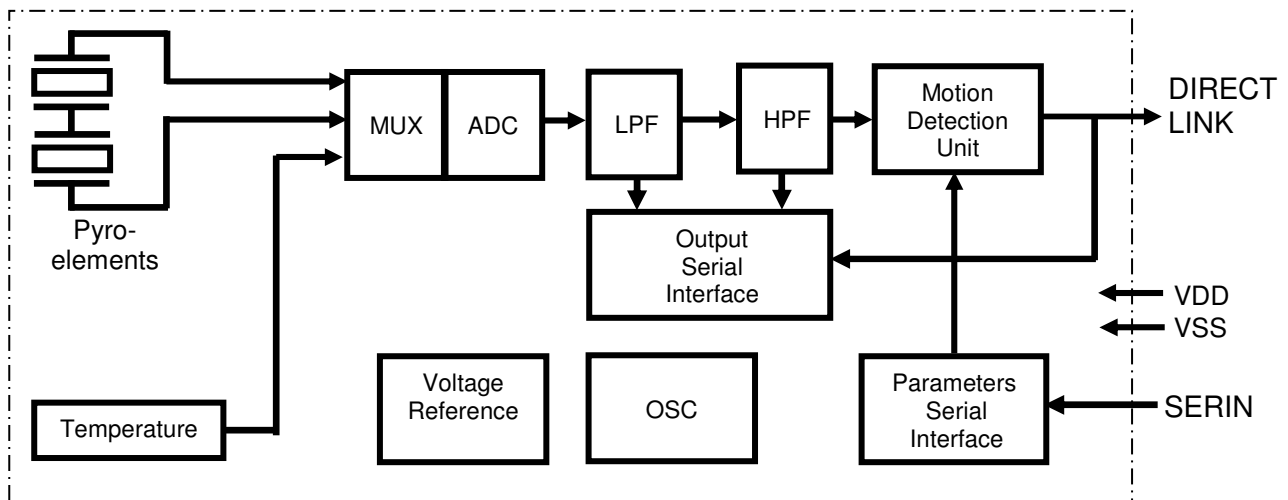 Pyro-
elements
Temperature
MUX
ADC
LPF
HPF
Motion
Detection
Unit
DIRECT
LINK
Output
Serial
Interface
VDD
VSS
Voltage
Reference
OSC
Parameters
Serial
Interface
SERIN